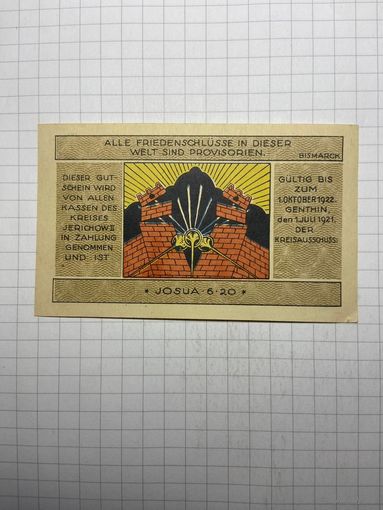 ALLE FRIEDENSCHLÜSSE IN DIESER
WELT SIND PROVISORIEN.
BISMARCK
DIESER GUT-
SCHEIN WIRD
VON ALLEN
KASSEN DES
KREISES
JERICHOW II
IN ZAHLUNG
GENOMMEN
UND IST
GÜLTIG BIS
ZUM
1.OKTOBER 1922.
GENTHIN,
den 1.JULI 1921.
DER
KREISAUSSCHUSS:
* JOSUA · 6 · 20 *